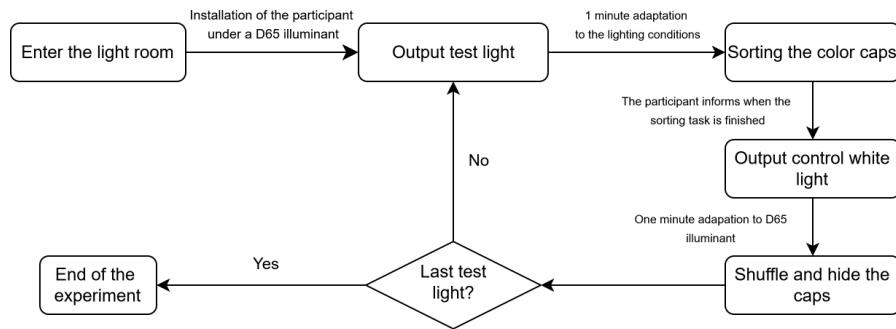 Installation of the participant
under a D65 illuminant
1 minute adaptation
to the lighting conditions
Enter the light room
Output test light
Sorting the color caps
The participant informs when the
sorting task is finished
Output control white
light
No
One minute adapation to D65
illuminant
Yes
End of the
experiment
Last test
light?
Shuffle and hide the
caps